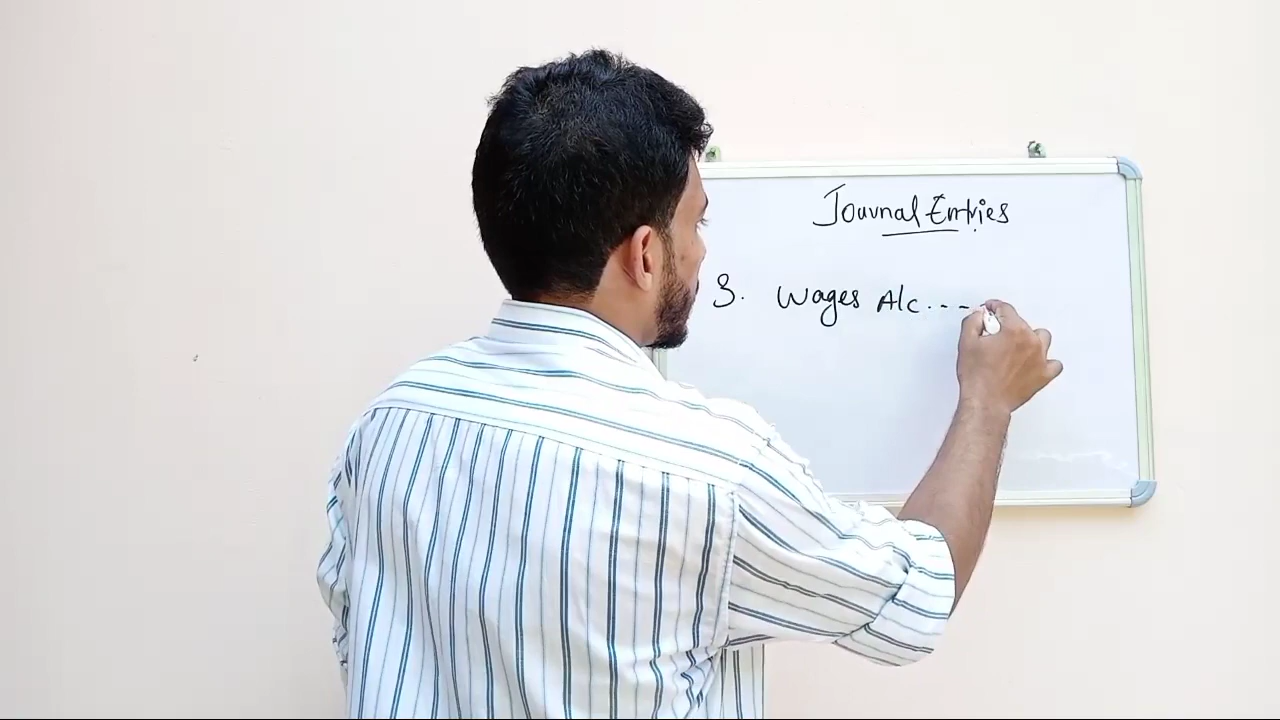 Journal Entries
3. Wages A/c . - - -